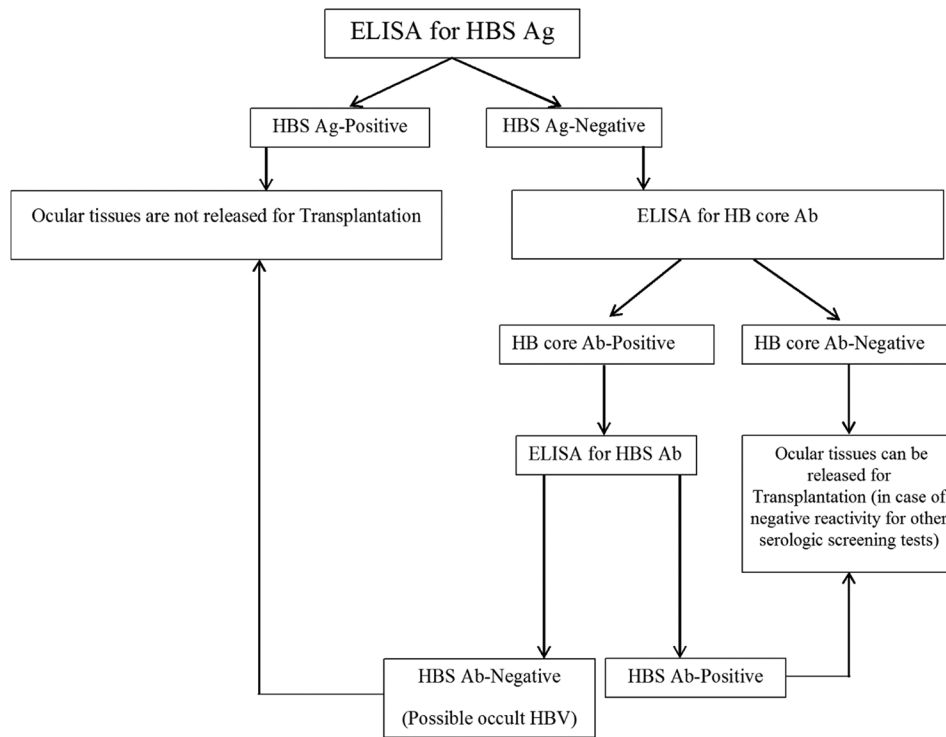 ELISA for HBS Ag
HBS Ag-Positive
HBS Ag-Negative
Ocular tissues are not released for Transplantation
ELISA for HB core Ab
HB core Ab-Positive
HB core Ab-Negative
ELISA for HBS Ab
Ocular tissues can be
released for
Transplantation (in case of
negative reactivity for other
serologic screening tests)
HBS Ab-Negative
(Possible occult HBV)
HBS Ab-Positive